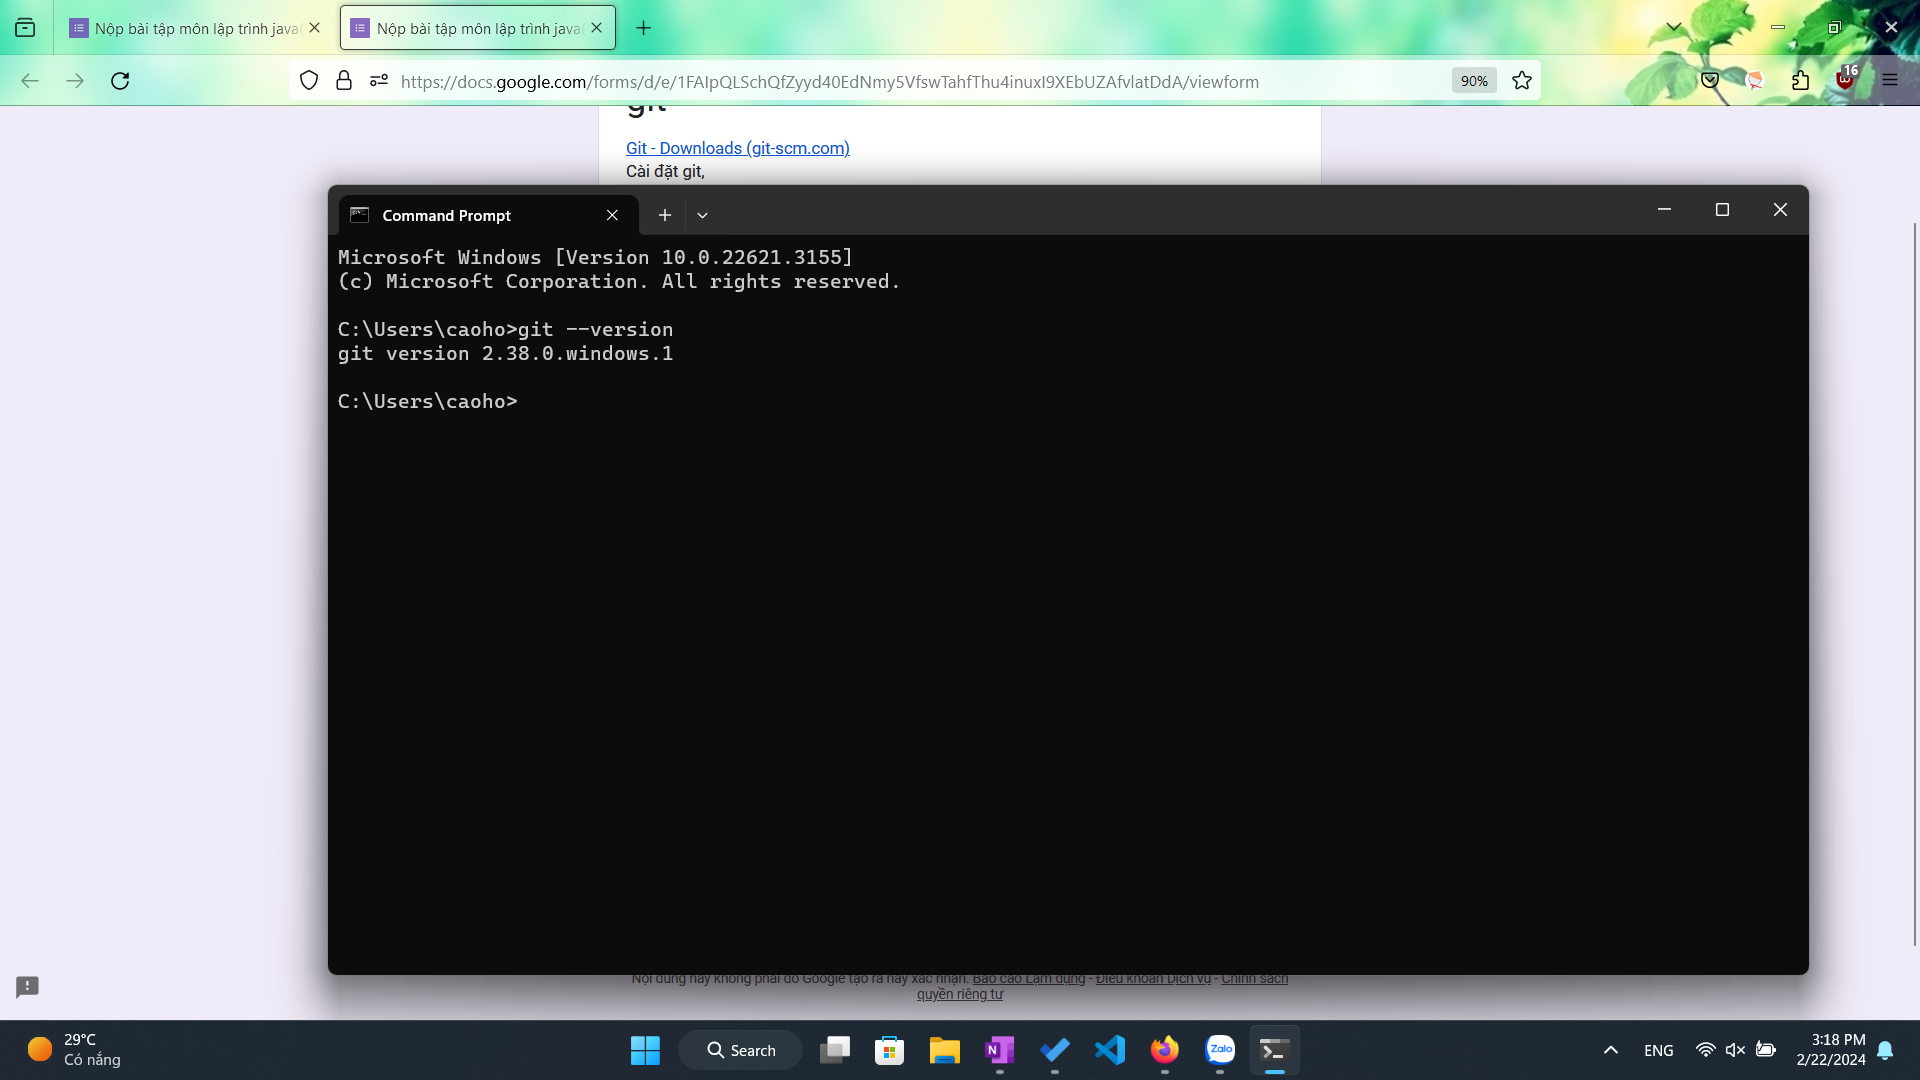 Nộp bài tập môn lập trình java(
Nộp bài tập môn lập trình java(
https://docs.google.com/forms/d/e/1FAIpQLSchQfZyyd40EdNmy5VfswTahfThu4inuxI9XEbUZAfvlatDdA/viewform
90%
16
git
Git - Downloads (git-scm.com)
Cài đặt git,
Command Prompt
Microsoft Windows [Version 10.0.22621.3155]
(c) Microsoft Corporation. All rights reserved.
C:\Users\caoho>git --version
git version 2.38.0.windows.1
C:\Users\caoho>
Nội dung này không phải do Google tạo ra hay xác nhận. Báo cáo Lạm dụng - Điều khoản Dịch vụ - Chính sách
quyền riêng tư
29°C
Có nắng
Search
Zalo
ENG
3:18 PM
2/22/2024